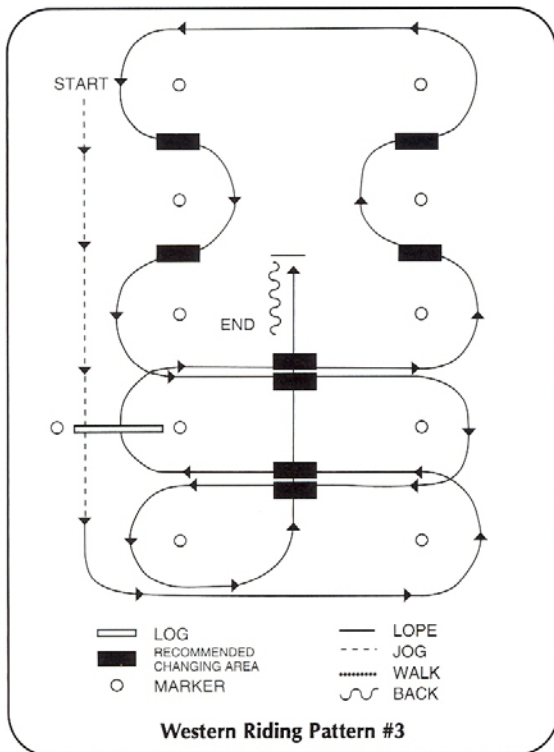 START
END
LOG
RECOMMENDED
CHANGING AREA
MARKER
LOPE
JOG
WALK
BACK
Western Riding Pattern #3